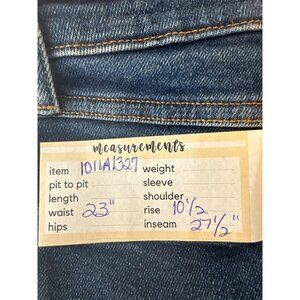 measurements
item 1011A1327 weight
pit to pit sleeve
length shoulder
waist 23" rise 10 1/2
hips inseam 27 1/2"